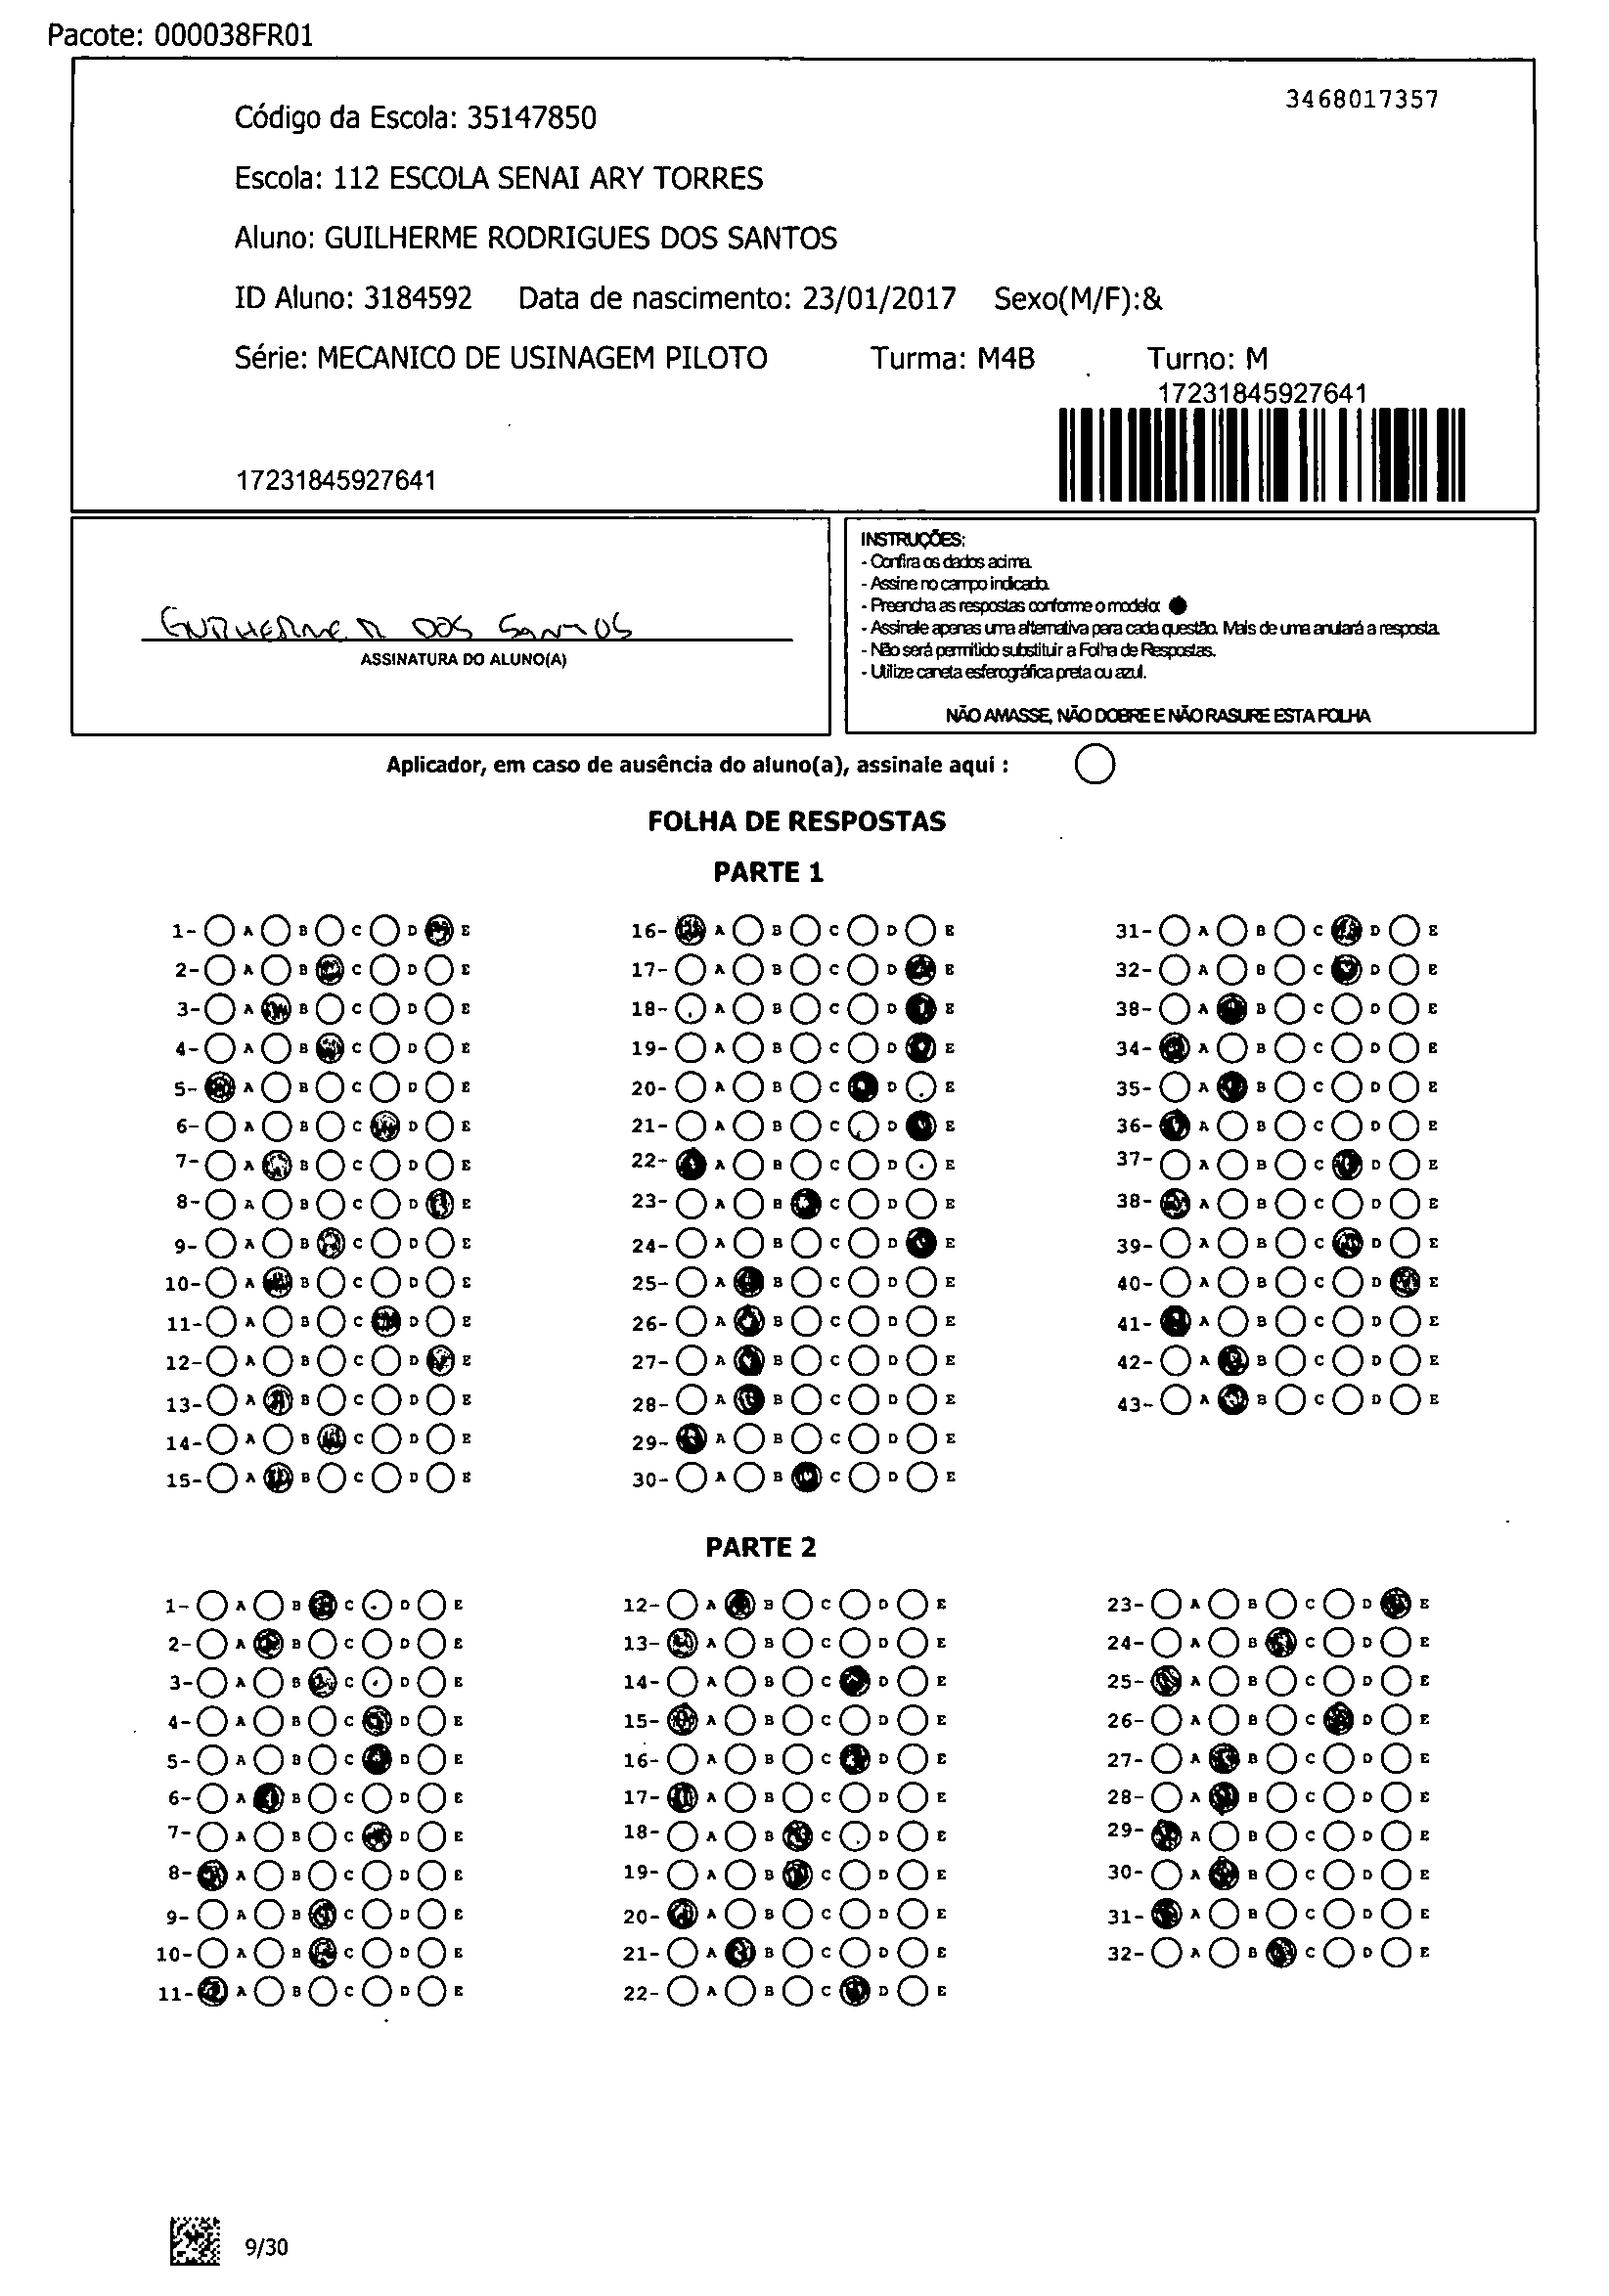 Pacote: 000038FR01
3468017357
Código da Escola: 35147850
Escola: 112 ESCOLA SENAI ARY TORRES
Aluno: GUILHERME RODRIGUES DOS SANTOS
ID Aluno: 3184592 Data de nascimento: 23/01/2017 Sexo(M/F):&
Série: MECANICO DE USINAGEM PILOTO Turma: M4B Turno: M
17231845927641
17231845927641
GUILHERME R DOS SANTOS
ASSINATURA DO ALUNO(A)
INSTRUÇÕES:
- Confira os dados acima.
- Assine no campo indicado.
- Preencha as respostas conforme o modelo:
- Assinale apenas uma alternativa para cada questão. Mais de uma anulará a resposta.
- Não será permitido substituir a Folha de Respostas.
- Utilize caneta esferográfica preta ou azul.
NÃO AMASSE, NÃO DOBRE E NÃO RASURE ESTA FOLHA
Aplicador, em caso de ausência do aluno(a), assinale aqui :
FOLHA DE RESPOSTAS
PARTE 1
1- A B C D E 16- A B C D E 31- A B C D E
2- A B C D E 17- A B C D E 32- A B C D E
3- A B C D E 18- A B C D E 38- A B C D E
4- A B C D E 19- A B C D E 34- A B C D E
5- A B C D E 20- A B C D E 35- A B C D E
6- A B C D E 21- A B C D E 36- A B C D E
7- A B C D E 22- A B C D E 37- A B C D E
8- A B C D E 23- A B C D E 38- A B C D E
9- A B C D E 24- A B C D E 39- A B C D E
10- A B C D E 25- A B C D E 40- A B C D E
11- A B C D E 26- A B C D E 41- A B C D E
12- A B C D E 27- A B C D E 42- A B C D E
13- A B C D E 28- A B C D E 43- A B C D E
14- A B C D E 29- A B C D E
15- A B C D E 30- A B C D E
PARTE 2
1- A B C D E 12- A B C D E 23- A B C D E
2- A B C D E 13- A B C D E 24- A B C D E
3- A B C D E 14- A B C D E 25- A B C D E
4- A B C D E 15- A B C D E 26- A B C D E
5- A B C D E 16- A B C D E 27- A B C D E
6- A B C D E 17- A B C D E 28- A B C D E
7- A B C D E 18- A B C D E 29- A B C D E
8- A B C D E 19- A B C D E 30- A B C D E
9- A B C D E 20- A B C D E 31- A B C D E
10- A B C D E 21- A B C D E 32- A B C D E
11- A B C D E 22- A B C D E
9/30